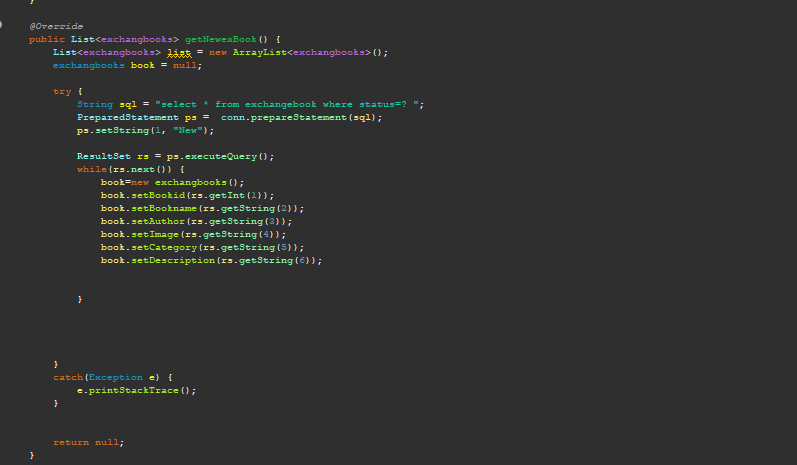 }
@Override
public List<exchangbooks> getNewexBook() {
List<exchangbooks> list = new ArrayList<exchangbooks>();
exchangbooks book = null;
try {
String sql = "select * from exchangebook where status=? ";
PreparedStatement ps =  conn.prepareStatement(sql);
ps.setString(1, "New");
ResultSet rs = ps.executeQuery();
while(rs.next()) {
book=new exchangbooks();
book.setBookid(rs.getInt(1));
book.setBookname(rs.getString(2));
book.setAuthor(rs.getString(3));
book.setImage(rs.getString(4));
book.setCategory(rs.getString(5));
book.setDescription(rs.getString(6));
}
}
catch(Exception e) {
e.printStackTrace();
}
return null;
}